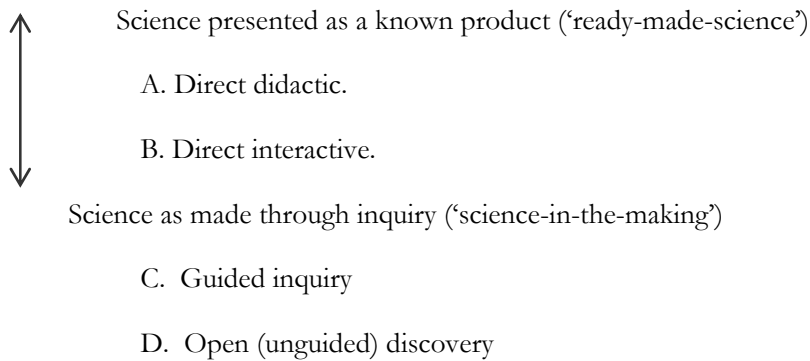 Science presented as a known product (‘ready-made-science’)
A. Direct didactic.
B. Direct interactive.
Science as made through inquiry (‘science-in-the-making’)
C. Guided inquiry
D. Open (unguided) discovery